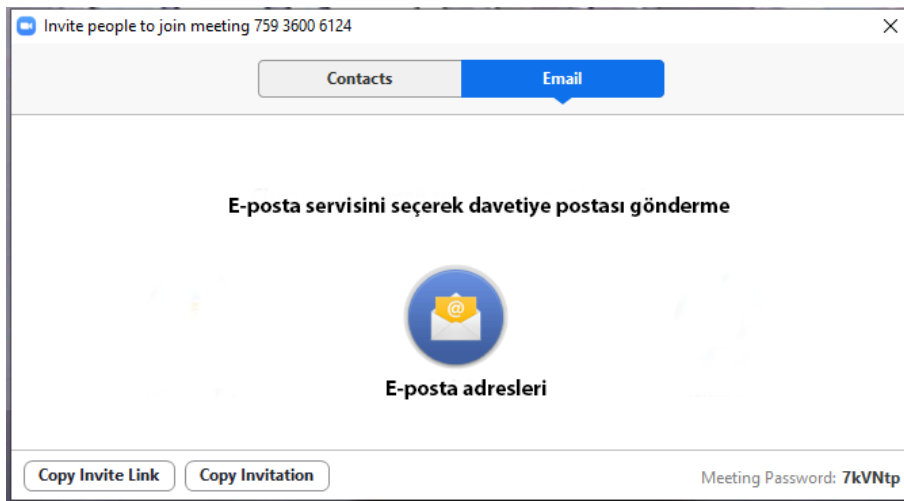 Invite people to join meeting 759 3600 6124
Contacts
Email
E-posta servisini seçerek davetiye postası gönderme
@
E-posta adresleri
Copy Invite Link
Copy Invitation
Meeting Password: 7kVNtp